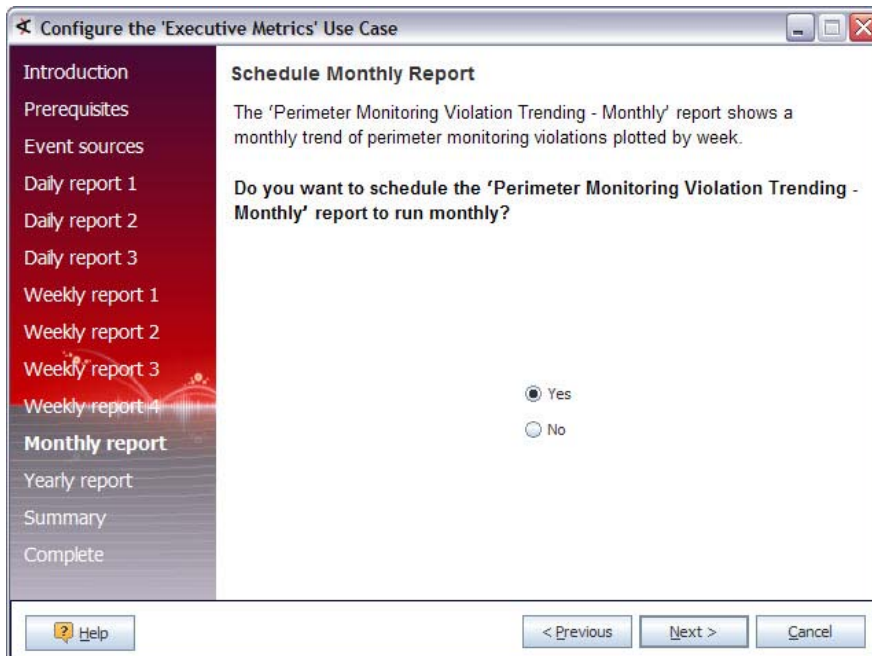 Configure the 'Executive Metrics' Use Case
Introduction
Prerequisites
Event sources
Daily report 1
Daily report 2
Daily report 3
Weekly report 1
Weekly report 2
Weekly report 3
Weekly report 4
Monthly report
Yearly report
Summary
Complete
Schedule Monthly Report
The ‘Perimeter Monitoring Violation Trending - Monthly’ report shows a
monthly trend of perimeter monitoring violations plotted by week.
Do you want to schedule the ‘Perimeter Monitoring Violation Trending -
Monthly’ report to run monthly?
Yes
No
Help
< Previous
Next >
Cancel